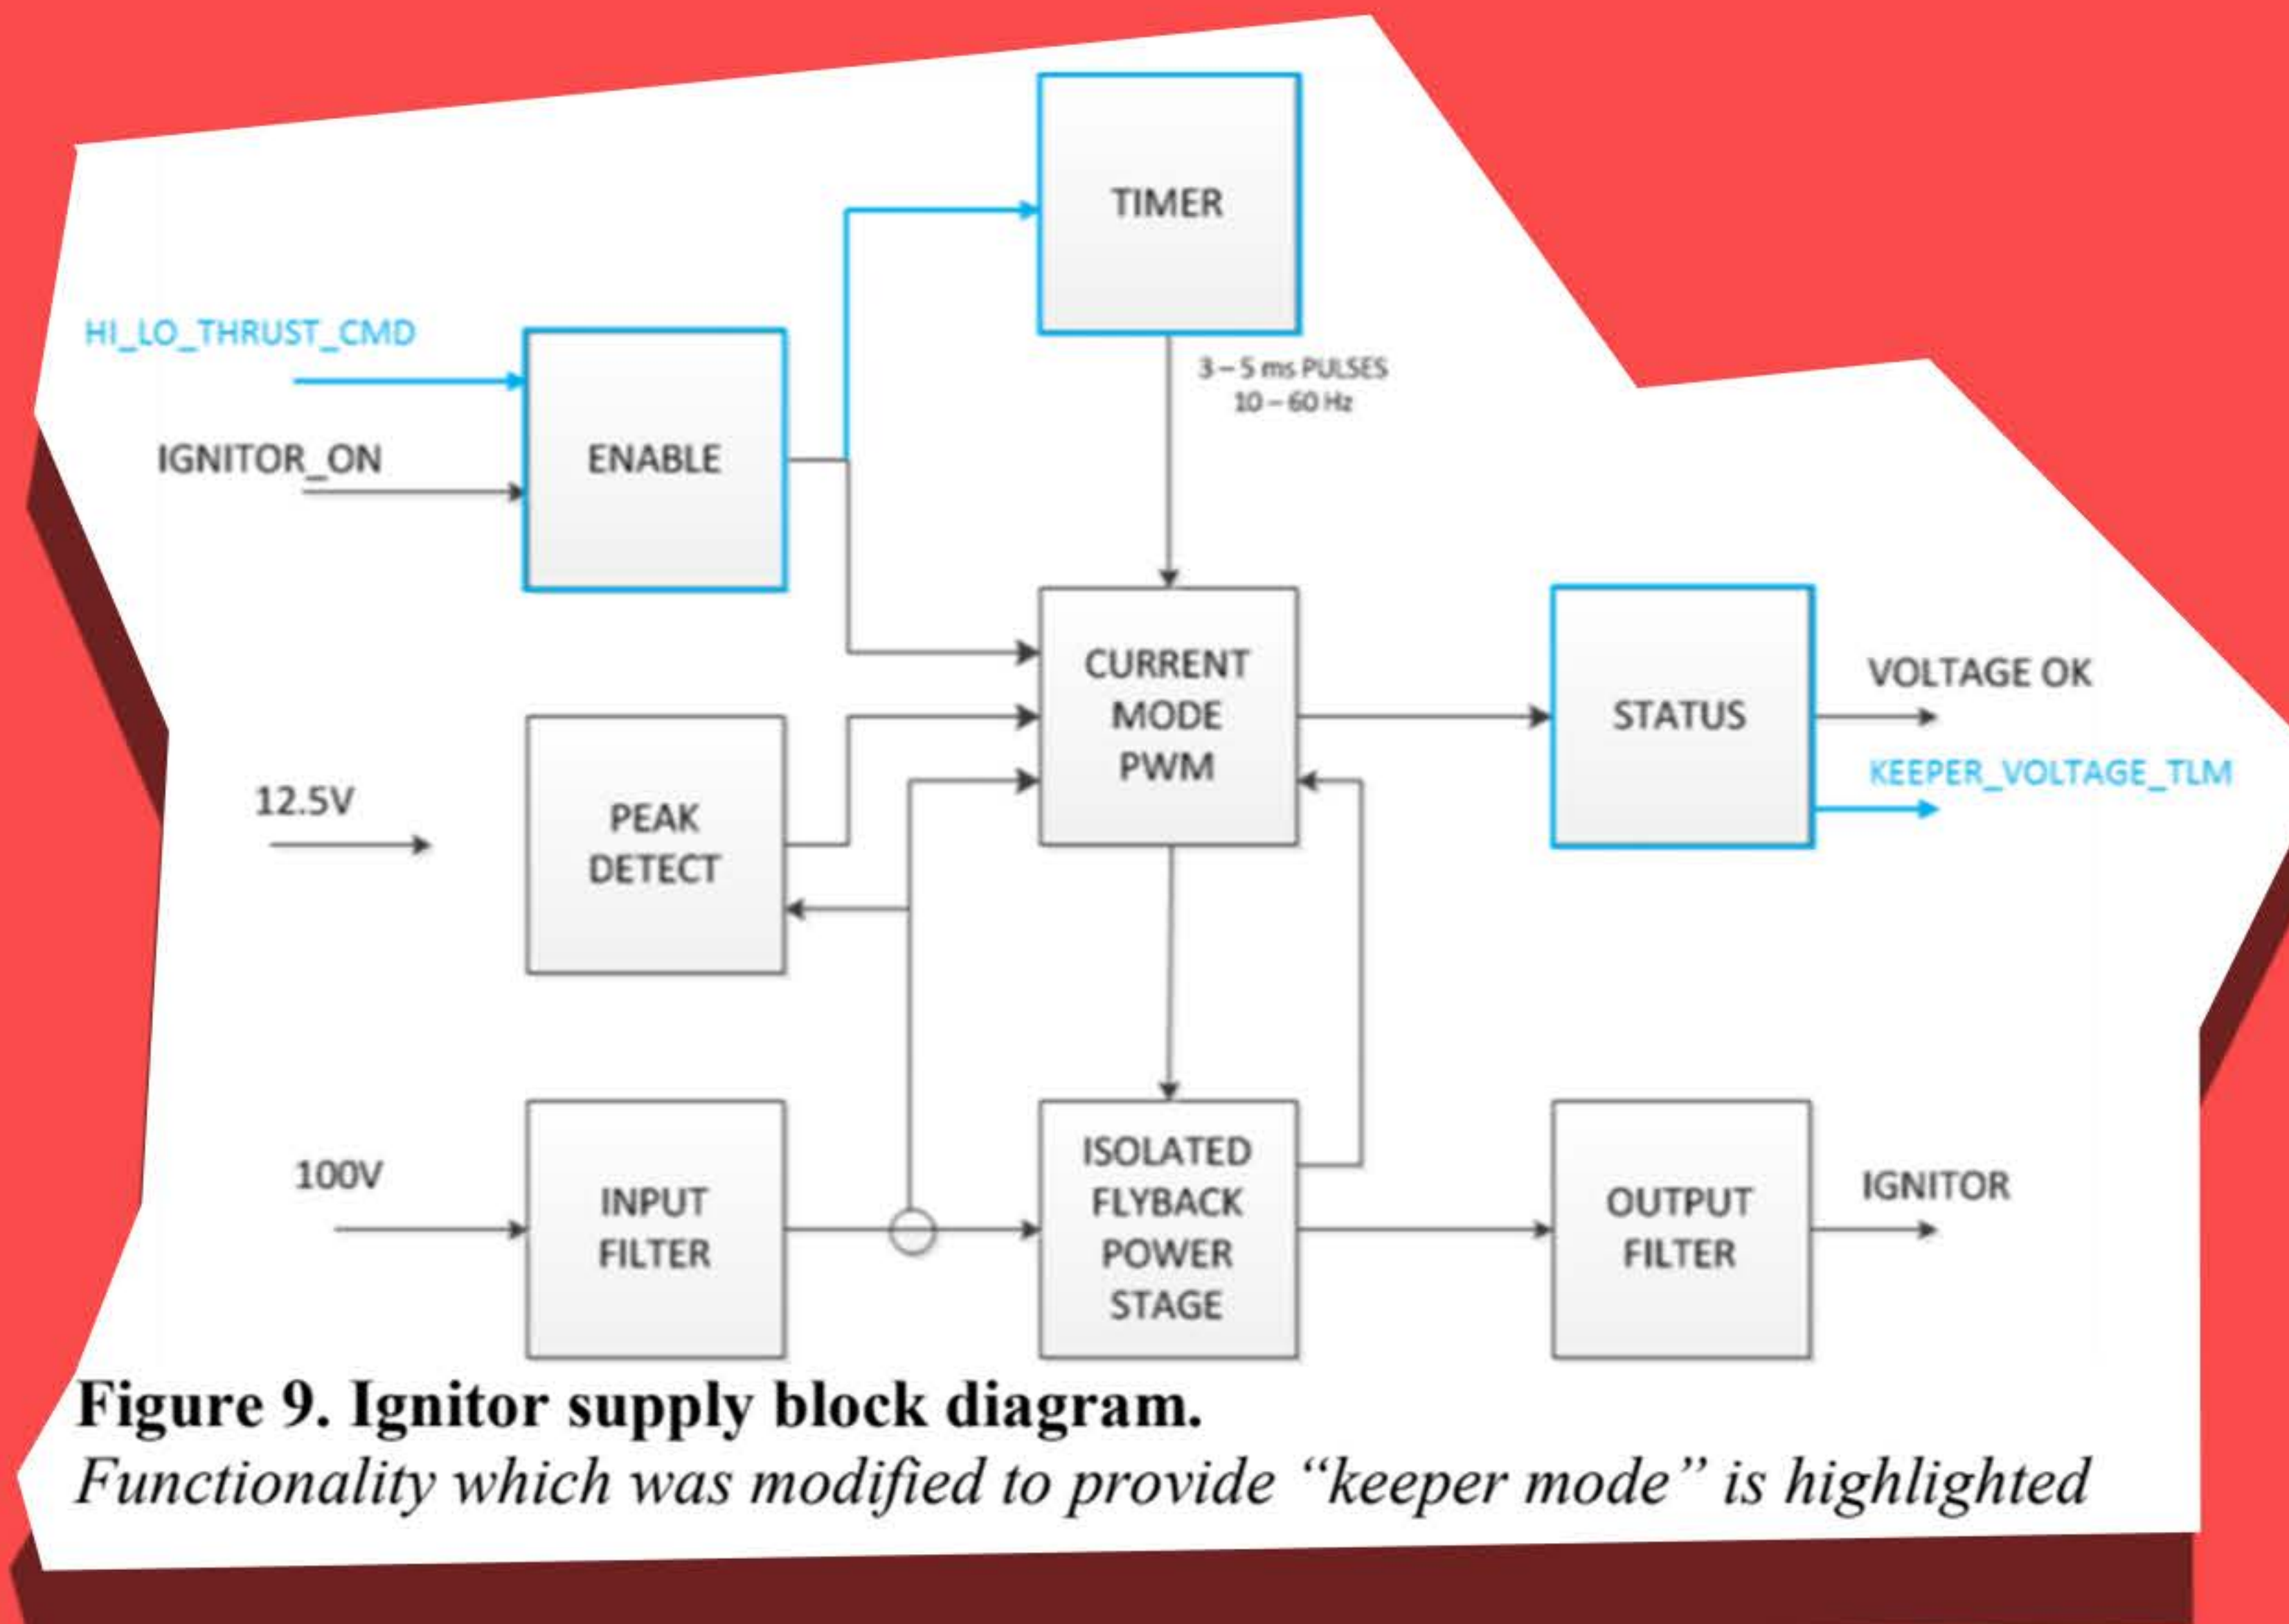 TIMER
HI_LO_THRUST_CMD
3 – 5 ms PULSES
10 – 60 Hz
IGNITOR_ON
ENABLE
CURRENT
MODE
PWM
STATUS
VOLTAGE OK
KEEPER_VOLTAGE_TLM
12.5V
PEAK
DETECT
100V
INPUT
FILTER
ISOLATED
FLYBACK
POWER
STAGE
OUTPUT
FILTER
IGNITOR
Figure 9. Ignitor supply block diagram.
Functionality which was modified to provide “keeper mode” is highlighted